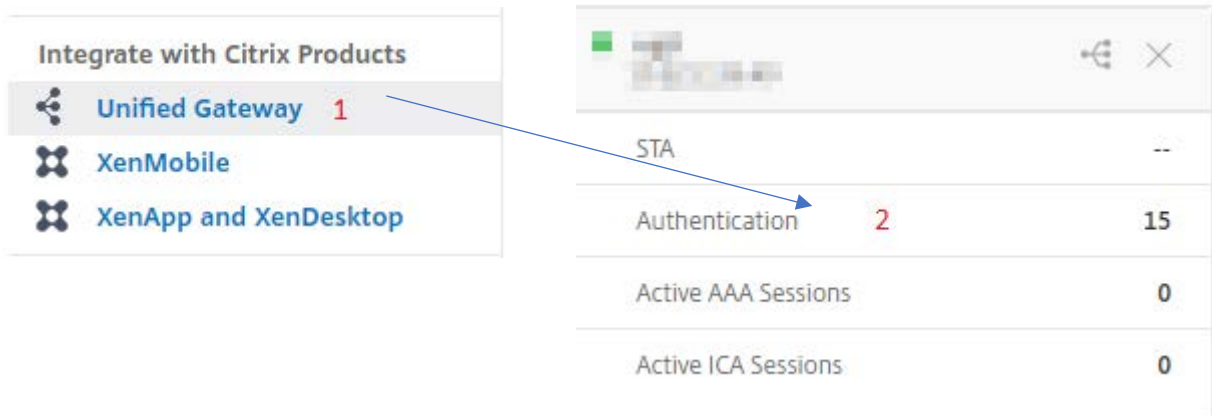 Integrate with Citrix Products
Unified Gateway 1
XenMobile
XenApp and XenDesktop
STA --
Authentication 2 15
Active AAA Sessions 0
Active ICA Sessions 0